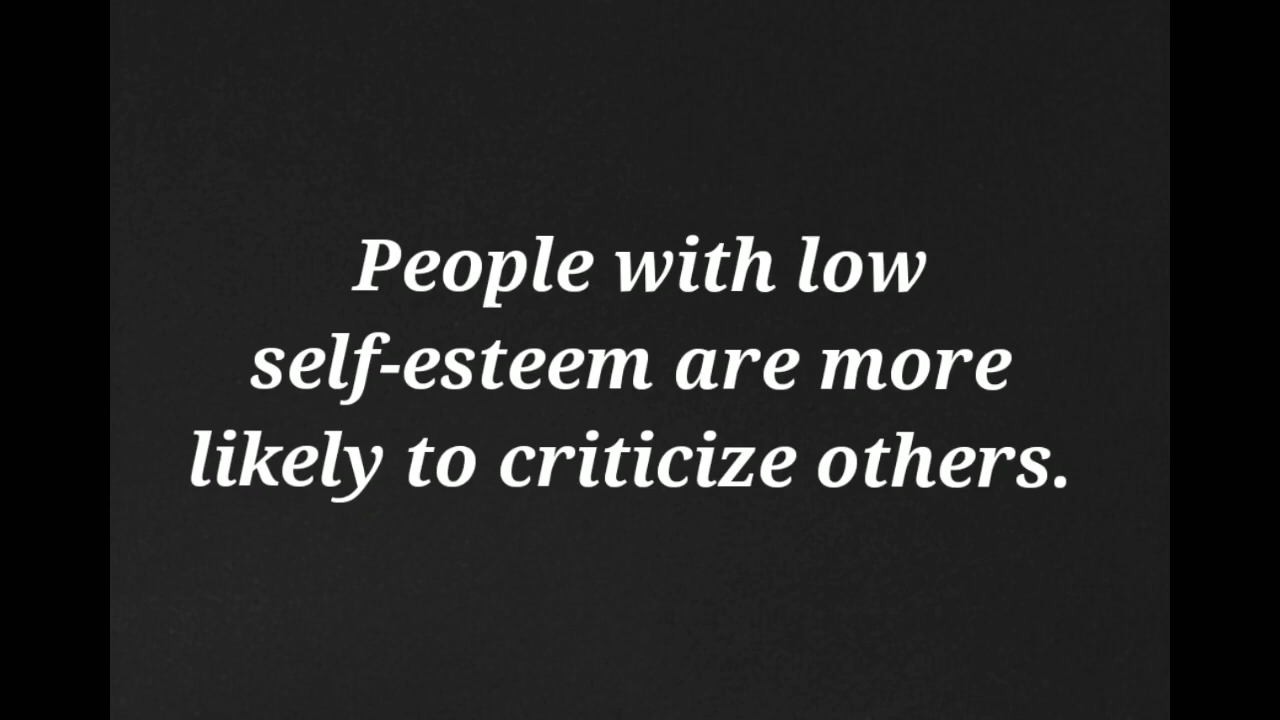 People with low
self-esteem are more
likely to criticize others.